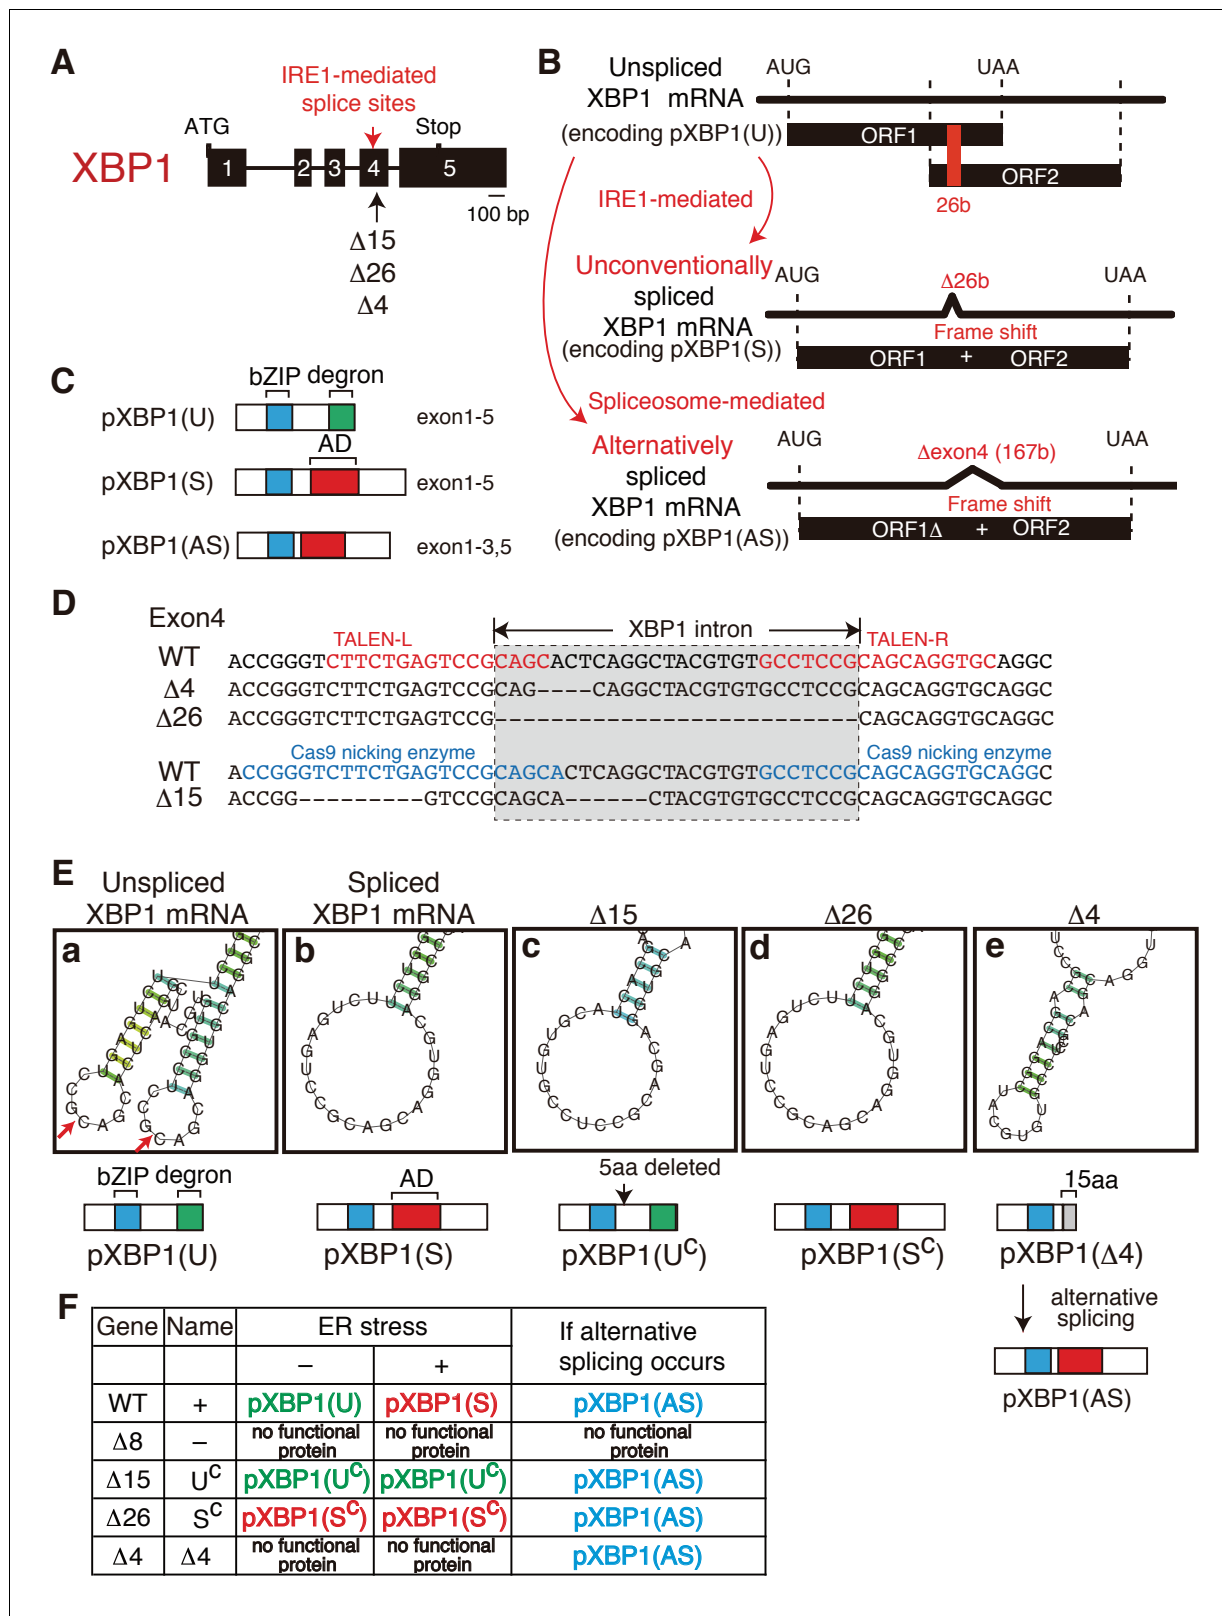 A
IRE1-mediated
splice sites
ATG
Stop
XBP1
1
2
3
4
5
100 bp
Δ15
Δ26
Δ4
B
Unspliced
XBP1 mRNA
(encoding pXBP1(U))
AUG
UAA
ORF1
ORF2
26b
IRE1-mediated
Unconventionally
spliced
XBP1 mRNA
(encoding pXBP1(S))
AUG
UAA
Δ26b
Frame shift
ORF1 + ORF2
Spliceosome-mediated
Alternatively
spliced
XBP1 mRNA
(encoding pXBP1(AS))
AUG
UAA
Δexon4 (167b)
Frame shift
ORF1Δ + ORF2
C
bZIP degron
pXBP1(U) exon1-5
AD
pXBP1(S) exon1-5
pXBP1(AS) exon1-3,5
D
Exon4
XBP1 intron
TALEN-L
TALEN-R
WT ACCGGGTCTTCTGAGTCCGCAGCACTCAGGCTACGTGTGCCTCCGCAGCAGGTGCAGGC
Δ4 ACCGGGTCTTCTGAGTCCGCAG----CAGGCTACGTGTGCCTCCGCAGCAGGTGCAGGC
Δ26 ACCGGGTCTTCTGAGTCCG--------------------------CAGCAGGTGCAGGC
Cas9 nicking enzyme
Cas9 nicking enzyme
WT ACCGGGTCTTCTGAGTCCGCAGCACTCAGGCTACGTGTGCCTCCGCAGCAGGTGCAGGC
Δ15 ACCGG---------GTCCGCAGCA------CTACGTGTGCCTCCGCAGCAGGTGCAGGC
E
Unspliced
XBP1 mRNA
Spliced
XBP1 mRNA
Δ15
Δ26
Δ4
a
b
c
d
e
bZIP degron
pXBP1(U)
AD
pXBP1(S)
5aa deleted
pXBP1(U^C)
pXBP1(S^C)
15aa
pXBP1(Δ4)
alternative
splicing
pXBP1(AS)
F
Gene Name ER stress If alternative
splicing occurs
– +
WT + pXBP1(U) pXBP1(S) pXBP1(AS)
Δ8 – no functional protein no functional protein no functional protein
Δ15 U^C pXBP1(U^C) pXBP1(U^C) pXBP1(AS)
Δ26 S^C pXBP1(S^C) pXBP1(S^C) pXBP1(AS)
Δ4 Δ4 no functional protein no functional protein pXBP1(AS)